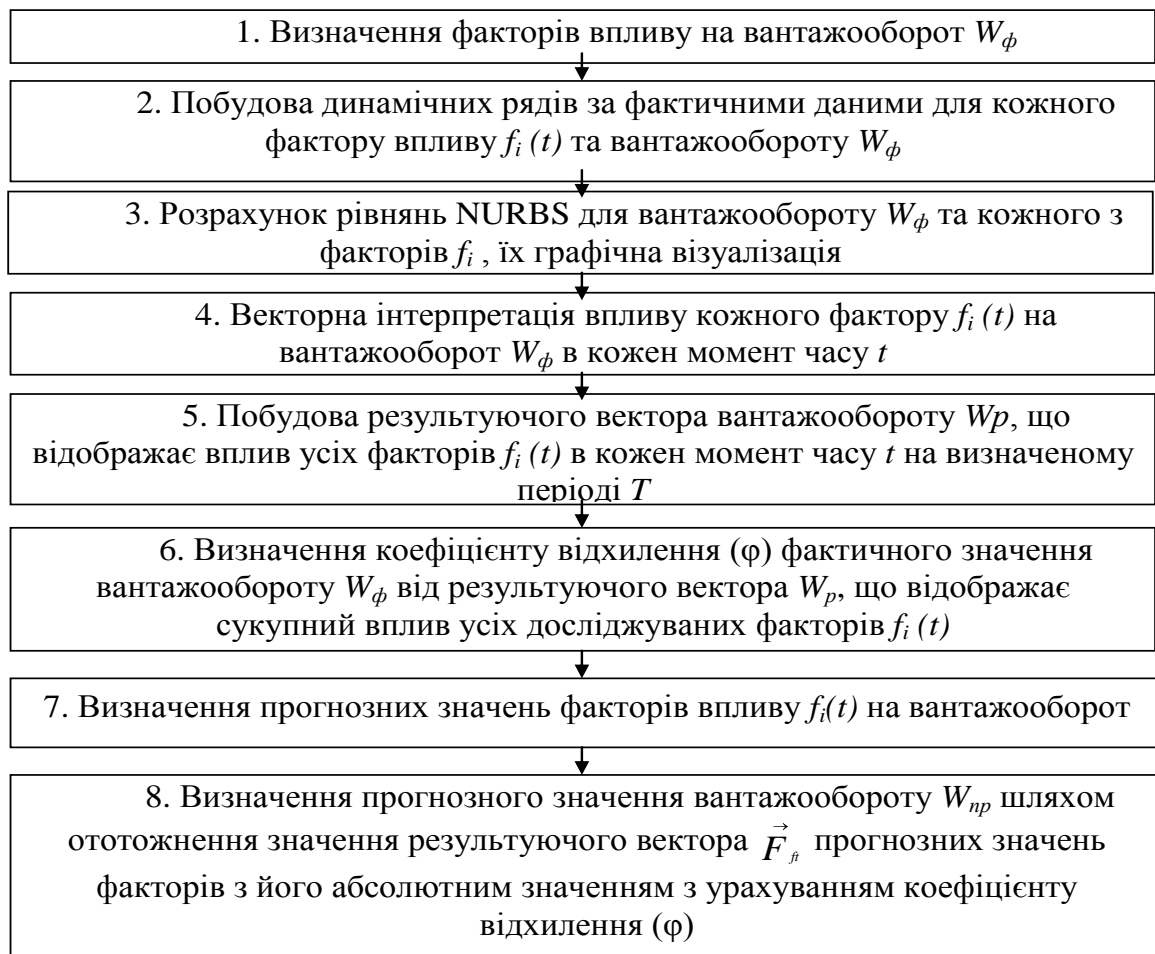 1. Визначення факторів впливу на вантажооборот Wф
2. Побудова динамічних рядів за фактичними даними для кожного
фактору впливу fi (t) та вантажообороту Wф
3. Розрахунок рівнянь NURBS для вантажообороту Wф та кожного з
факторів fi , їх графічна візуалізація
4. Векторна інтерпретація впливу кожного фактору fi (t) на
вантажооборот Wф в кожен момент часу t
5. Побудова результуючого вектора вантажообороту Wр, що
відображає вплив усіх факторів fi (t) в кожен момент часу t на визначеному
періоді T
6. Визначення коефіцієнту відхилення (φ) фактичного значення
вантажообороту Wф від результуючого вектора Wр, що відображає
сукупний вплив усіх досліджуваних факторів fi (t)
7. Визначення прогнозних значень факторів впливу fi(t) на вантажооборот
8. Визначення прогнозного значення вантажообороту Wпр шляхом
ототожнення значення результуючого вектора F⃗ft прогнозних значень
факторів з його абсолютним значенням з урахуванням коефіцієнту
відхилення (φ)